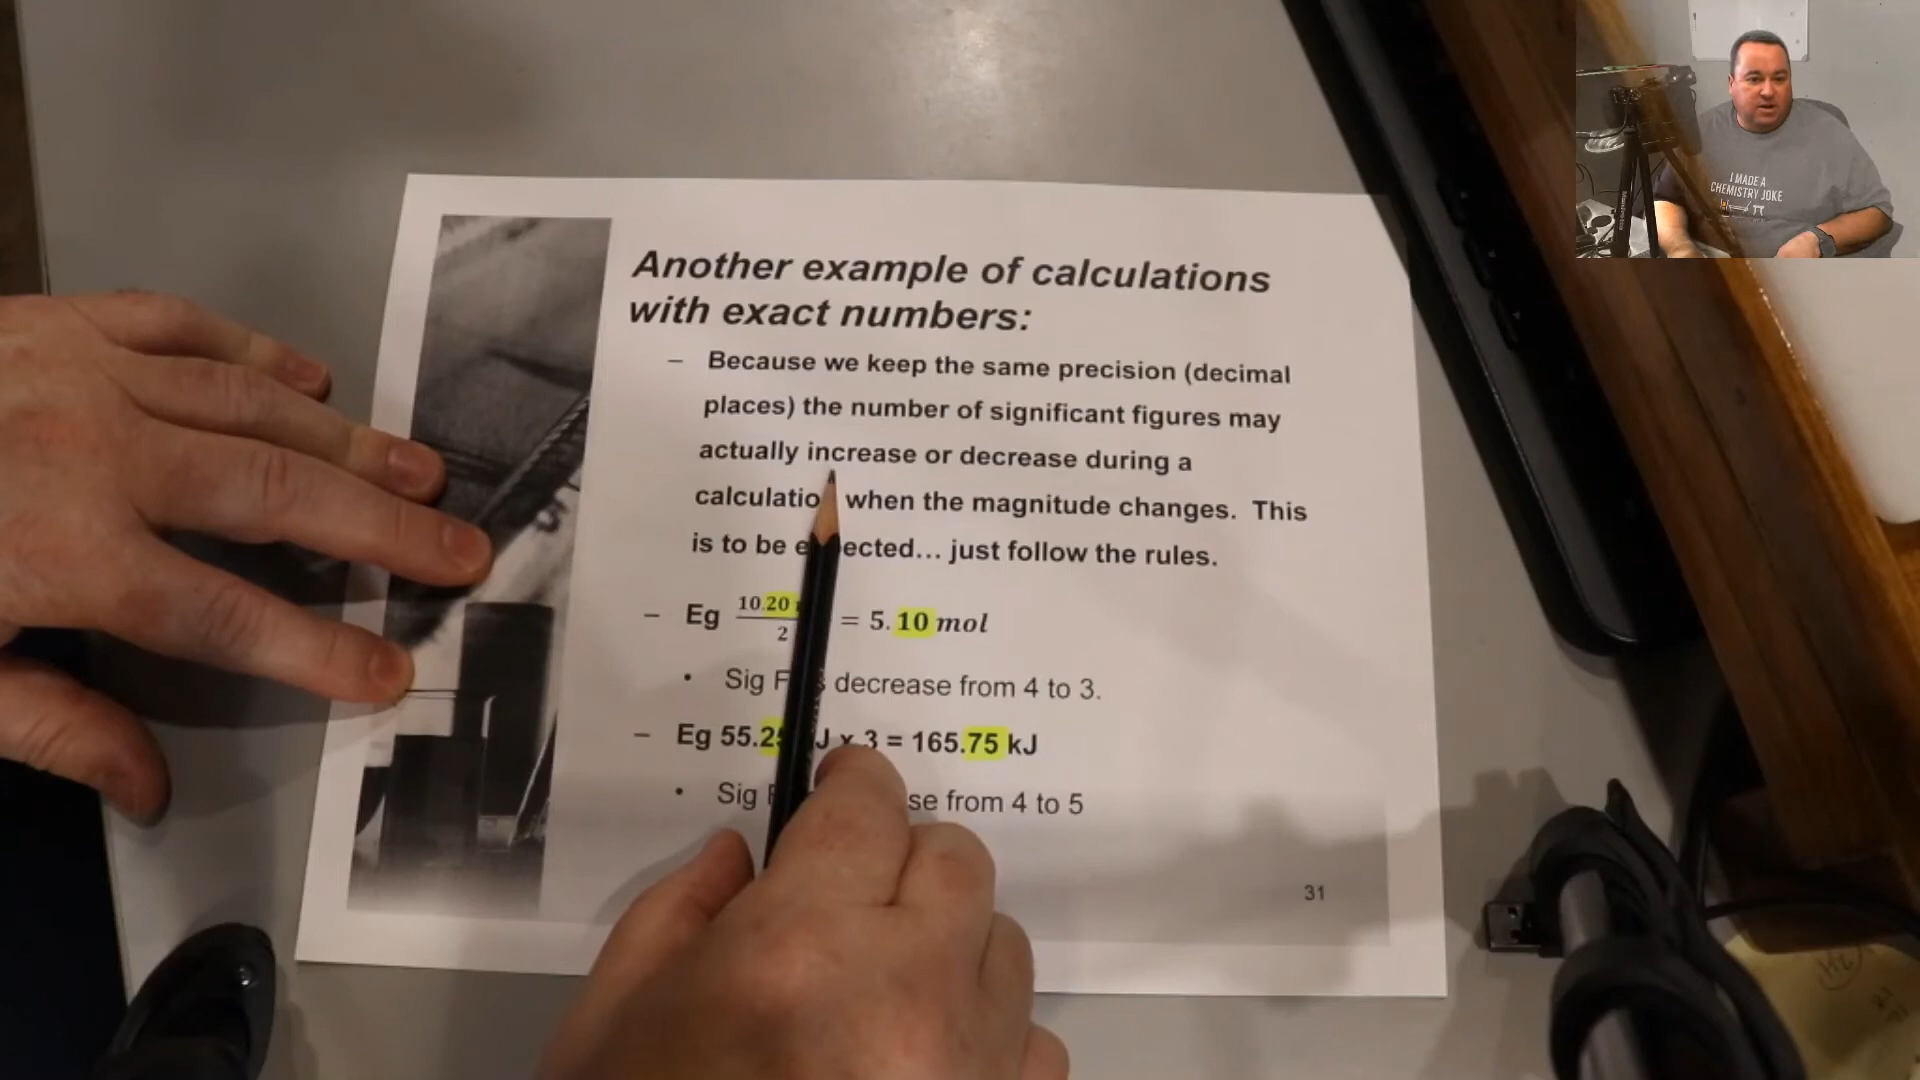 Another example of calculations
with exact numbers:
– Because we keep the same precision (decimal
places) the number of significant figures may
actually increase or decrease during a
calculation when the magnitude changes. This
is to be expected... just follow the rules.
– Eg 10.20 / 2 = 5.10 mol
• Sig decrease from 4 to 3.
– Eg 55.2 J x 3 = 165.75 kJ
• Sig from 4 to 5
31
I MADE A
CHEMISTRY JOKE